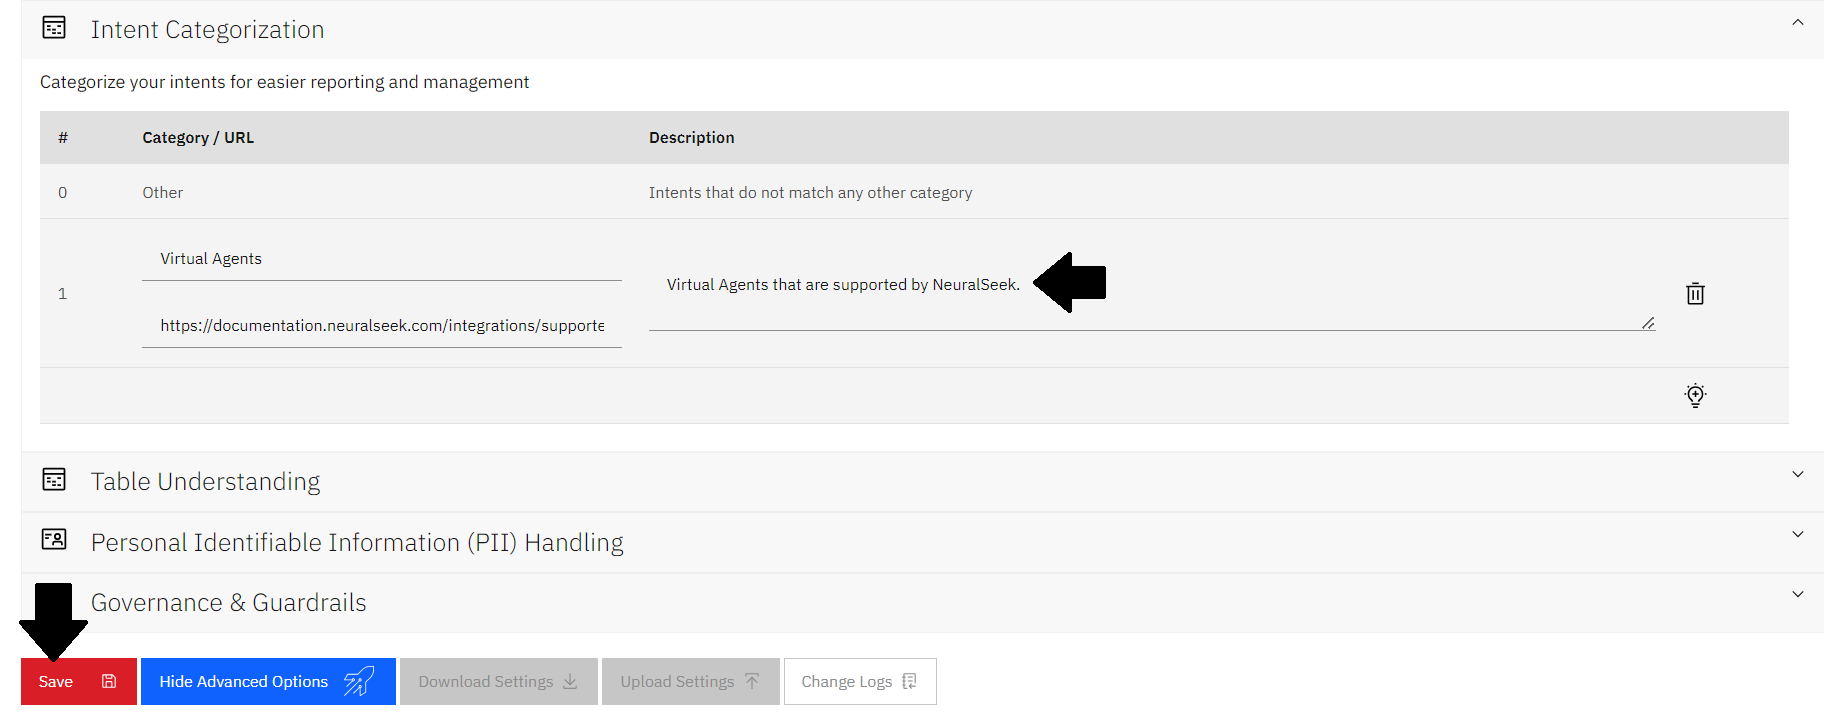 Intent Categorization
Categorize your intents for easier reporting and management
# Category / URL Description
0 Other Intents that do not match any other category
Virtual Agents
1 Virtual Agents that are supported by NeuralSeek.
https://documentation.neuralseek.com/integrations/supporte
Table Understanding
Personal Identifiable Information (PII) Handling
Governance & Guardrails
Save Hide Advanced Options Download Settings Upload Settings Change Logs